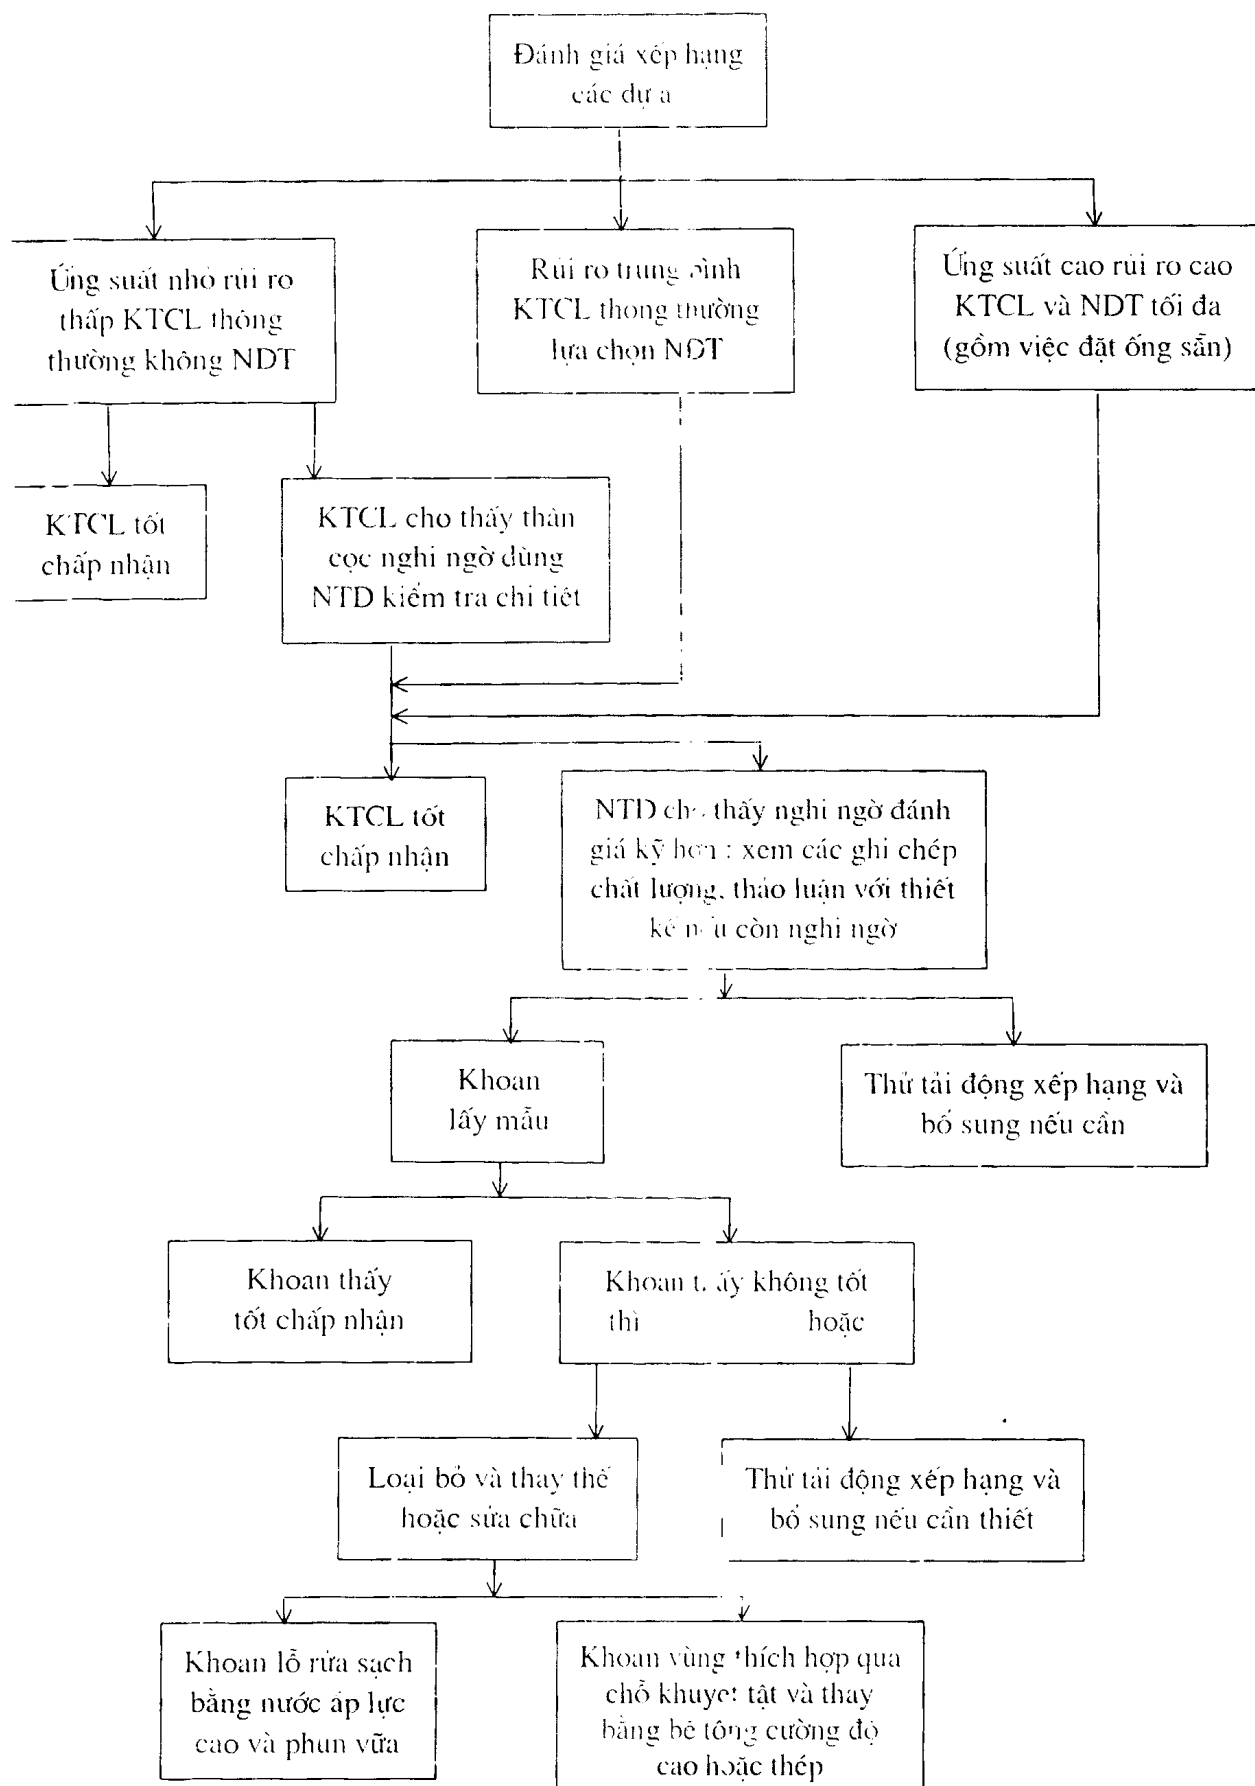 Đánh giá xếp hạng
các dự a
Ứng suất nhỏ rủi ro
thấp KTCL thông
thường không NDT
Rủi ro trung bình
KTCL thông thường
lựa chọn NDT
Ứng suất cao rủi ro cao
KTCL và NDT tối đa
(gồm việc đặt ống sẵn)
KTCL tốt
chấp nhận
KTCL cho thấy thân
cọc nghi ngờ dùng
NTD kiểm tra chi tiết
KTCL tốt
chấp nhận
NTD cho thấy nghi ngờ đánh
giá kỹ hơn : xem các ghi chép
chất lượng, thảo luận với thiết
kế nếu còn nghi ngờ
Khoan
lấy mẫu
Thử tải động xếp hạng và
bổ sung nếu cần
Khoan thấy
tốt chấp nhận
Khoan thấy không tốt
thì hoặc
Loại bỏ và thay thế
hoặc sửa chữa
Thử tải động xếp hạng và
bổ sung nếu cần thiết
Khoan lỗ rửa sạch
bằng nước áp lực
cao và phun vữa
Khoan vùng thích hợp qua
chỗ khuyết tật và thay
bằng bê tông cường độ
cao hoặc thép